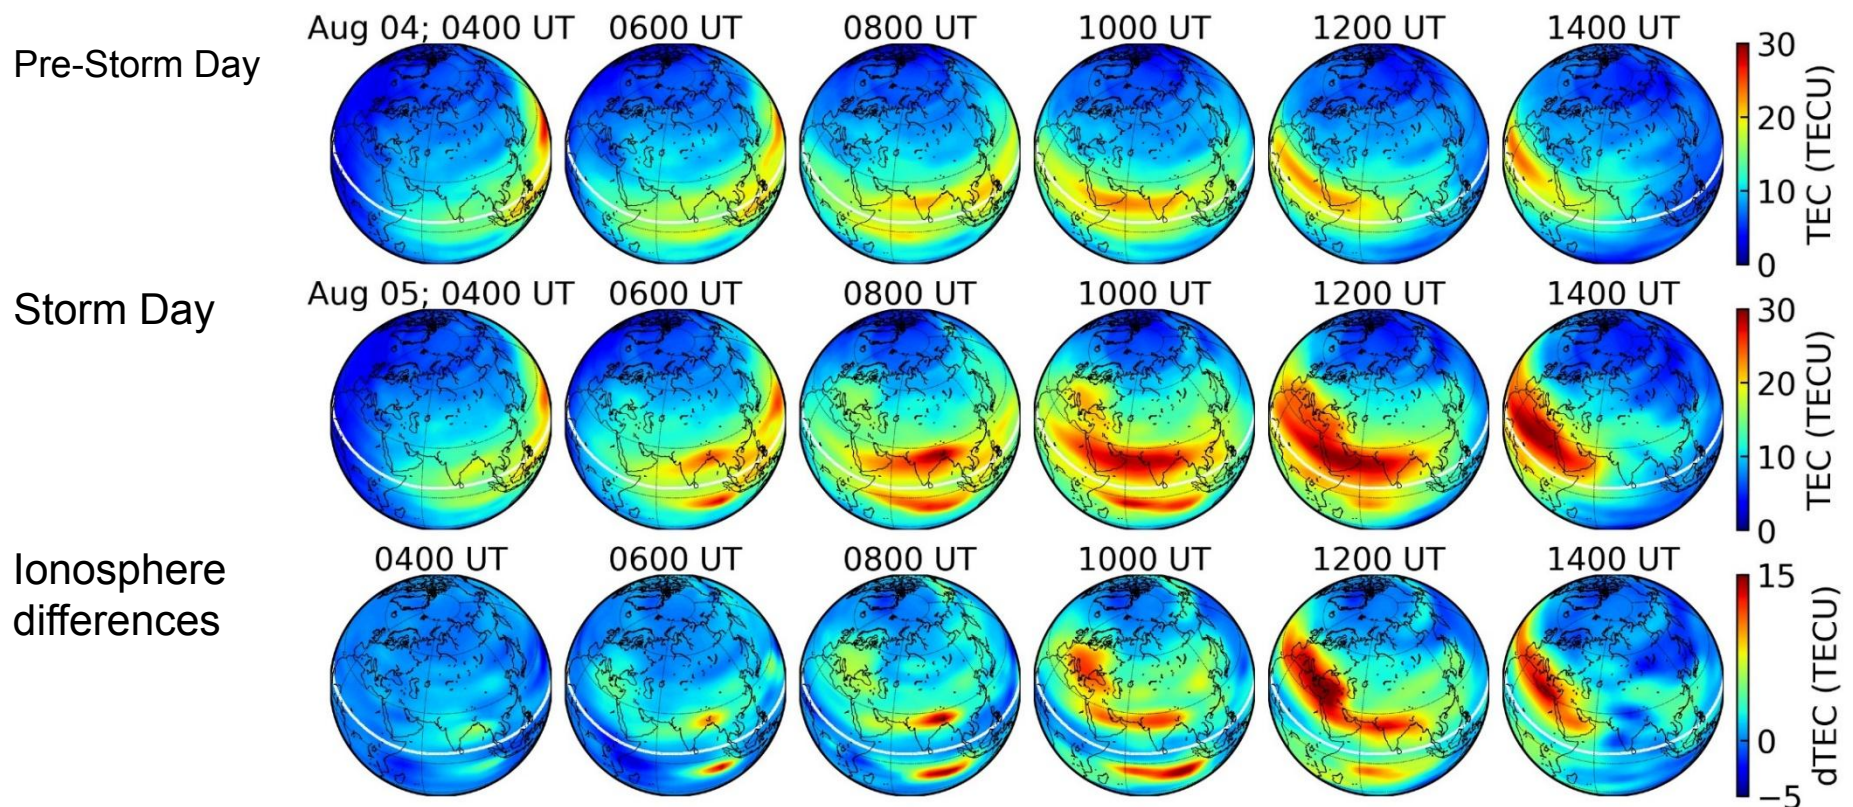 Pre-Storm Day
Aug 04; 0400 UT 0600 UT 0800 UT 1000 UT 1200 UT 1400 UT
30
20
10
0
TEC (TECU)
Storm Day
Aug 05; 0400 UT 0600 UT 0800 UT 1000 UT 1200 UT 1400 UT
30
20
10
0
TEC (TECU)
Ionosphere
differences
0400 UT 0600 UT 0800 UT 1000 UT 1200 UT 1400 UT
15
0
−5
dTEC (TECU)